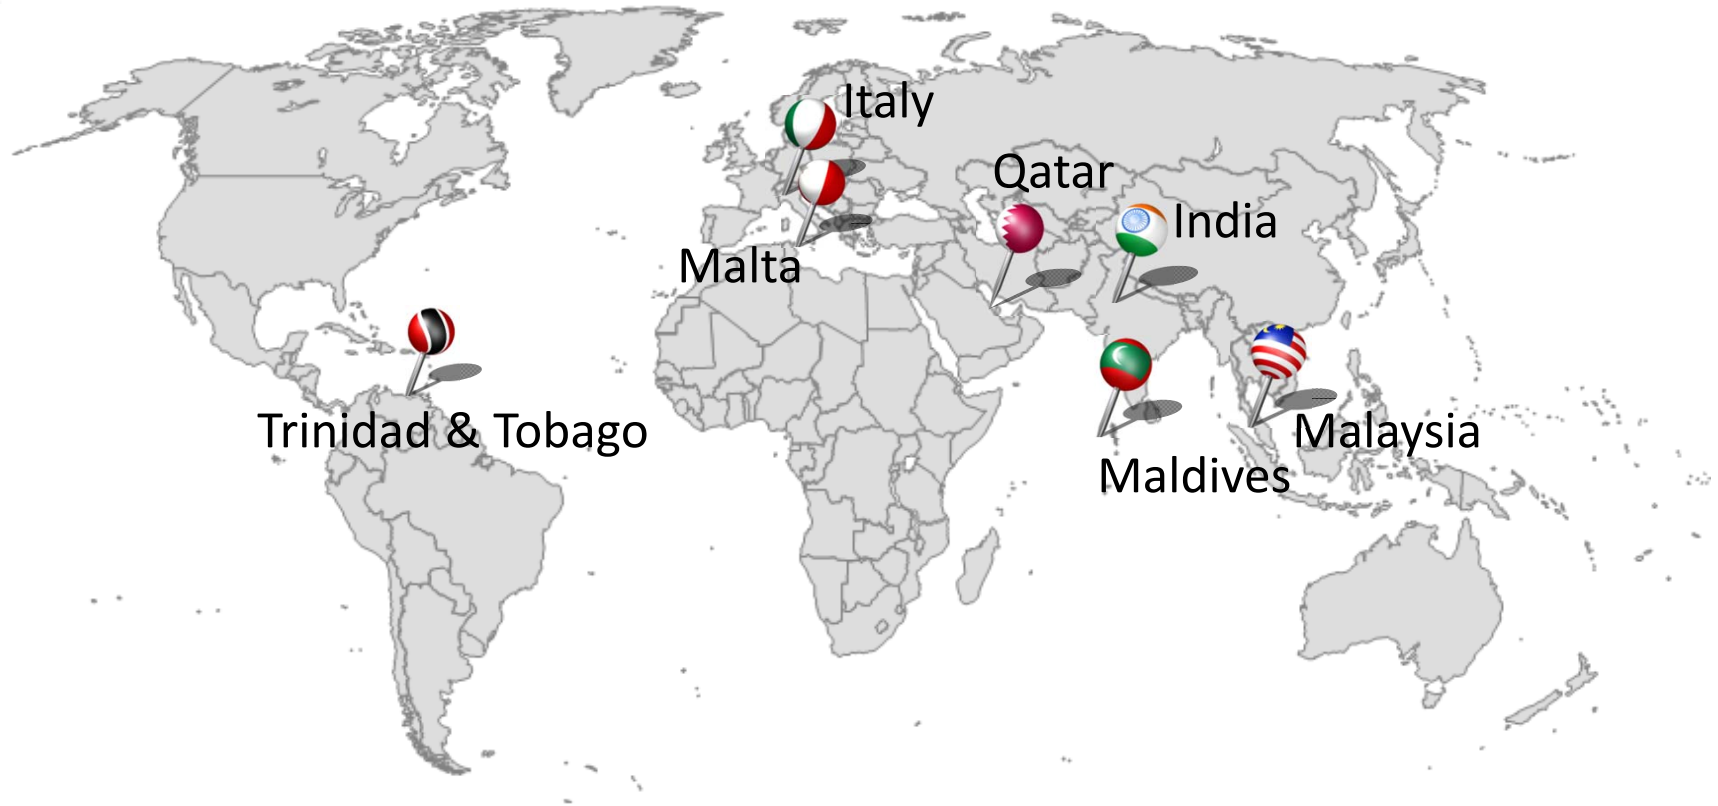 Italy
Qatar
India
Malta
Trinidad & Tobago
Malaysia
Maldives